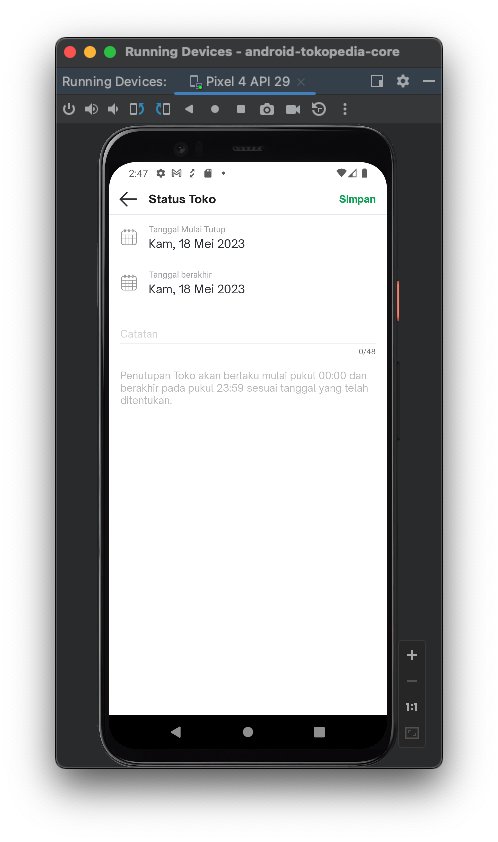 Running Devices - android-tokopedia-core
Running Devices: Pixel 4 API 29
2:47
Status Toko Simpan
Tanggal Mulai Tutup
Kam, 18 Mei 2023
Tanggal berakhir
Kam, 18 Mei 2023
Catatan
0/48
Penutupan Toko akan berlaku mulai pukul 00:00 dan
berakhir pada pukul 23:59 sesuai tanggal yang telah
ditentukan.
1:1